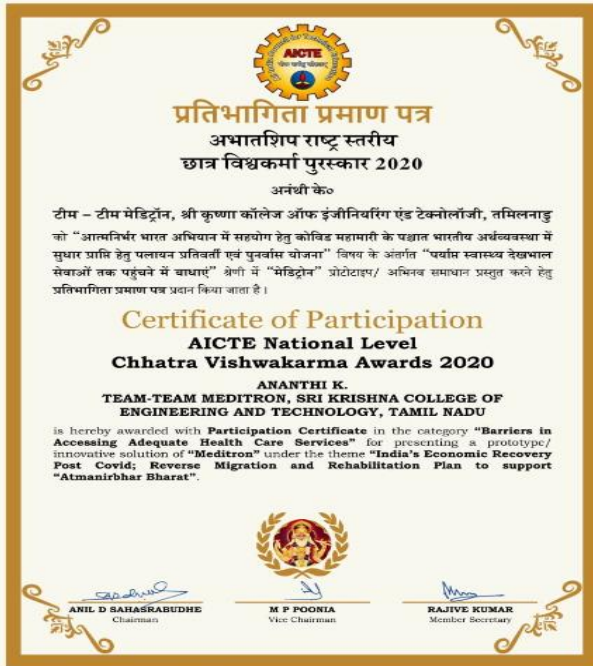 AICTE
प्रतिभागिता प्रमाण पत्र
अभातशिप राष्ट्र स्तरीय
छात्र विश्वकर्मा पुरस्कार 2020
अनंथी के०
टीम – टीम मेडिट्रॉन, श्री कृष्णा कॉलेज ऑफ इंजीनियरिंग एंड टेक्नोलॉजी, तमिलनाडु
को “आत्मनिर्भर भारत अभियान में सहयोग हेतु कोविड महामारी के पश्चात भारतीय अर्थव्यवस्था में
सुधार प्राप्ति हेतु पलायन प्रतिवर्ती एवं पुनर्वास योजना” विषय के अंतर्गत “पर्याप्त स्वास्थ्य देखभाल
सेवाओं तक पहुंचने में बाधाएं” श्रेणी में “मेडिट्रोन” प्रोटोटाइप/ अभिनव समाधान प्रस्तुत करने हेतु
प्रतिभागिता प्रमाण पत्र प्रदान किया जाता है।
Certificate of Participation
AICTE National Level
Chhatra Vishwakarma Awards 2020
ANANTHI K.
TEAM-TEAM MEDITRON, SRI KRISHNA COLLEGE OF
ENGINEERING AND TECHNOLOGY, TAMIL NADU
is hereby awarded with Participation Certificate in the category “Barriers in
Accessing Adequate Health Care Services” for presenting a prototype/
innovative solution of “Meditron” under the theme “India’s Economic Recovery
Post Covid; Reverse Migration and Rehabilitation Plan to support
“Atmanirbhar Bharat”.
ANIL D SAHASRABUDHE
Chairman
M P POONIA
Vice Chairman
RAJIVE KUMAR
Member Secretary